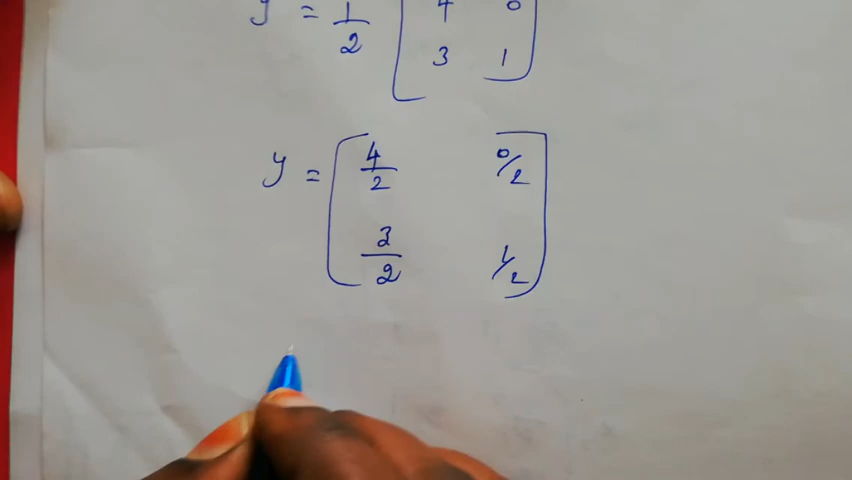 y = 1/2 [ 4 0
3 1 ]
y = [ 4/2 0/2
3/2 1/2 ]